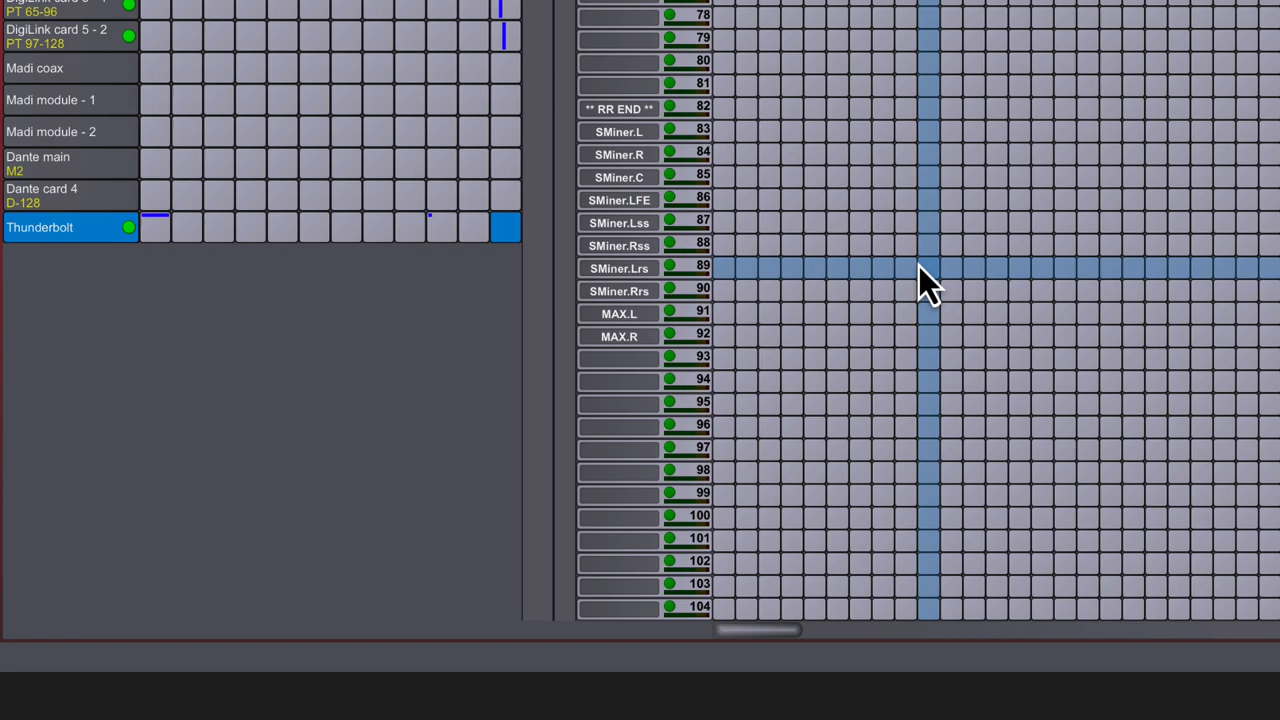 PT 65-96
DigiLink card 5 - 2
PT 97-128
Madi coax
Madi module - 1
Madi module - 2
Dante main
M2
Dante card 4
D-128
Thunderbolt
78
79
80
81
** RR END ** 82
SMiner.L 83
SMiner.R 84
SMiner.C 85
SMiner.LFE 86
SMiner.Lss 87
SMiner.Rss 88
SMiner.Lrs 89
SMiner.Rrs 90
MAX.L 91
MAX.R 92
93
94
95
96
97
98
99
100
101
102
103
104